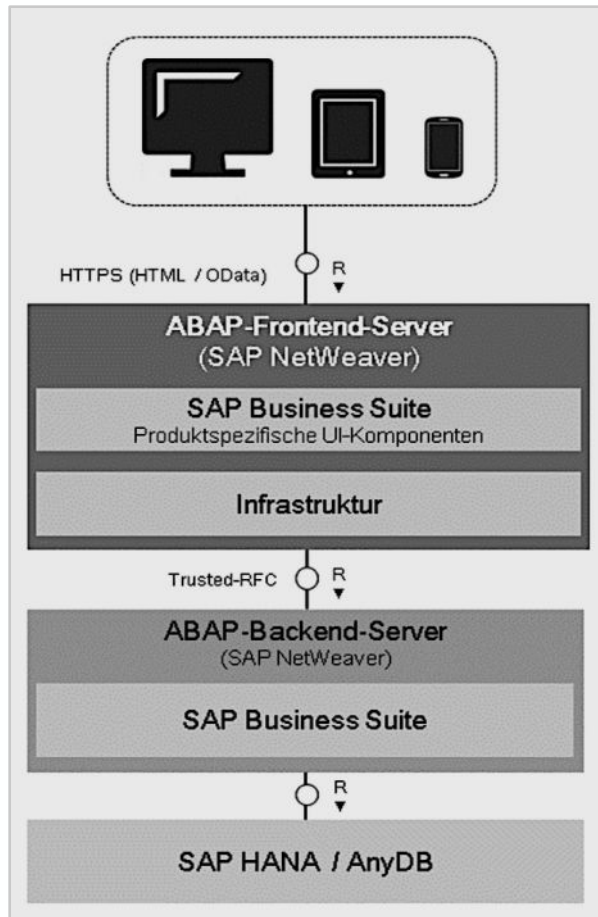 HTTPS (HTML / OData)
R
ABAP-Frontend-Server
(SAP NetWeaver)
SAP Business Suite
Produktspezifische UI-Komponenten
Infrastruktur
Trusted-RFC
R
ABAP-Backend-Server
(SAP NetWeaver)
SAP Business Suite
R
SAP HANA / AnyDB